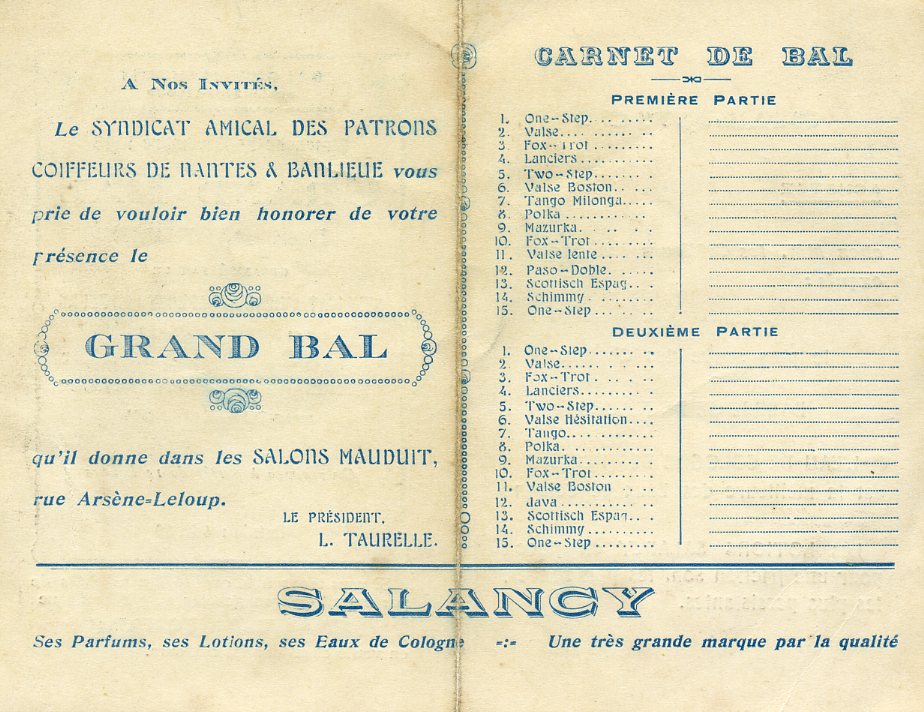 A Nos Invités,
Le SYNDICAT AMICAL DES PATRONS
COIFFEURS DE NANTES & BANLIEUE vous
prie de vouloir bien honorer de votre
présence le
GRAND BAL
qu'il donne dans les SALONS MAUDUIT,
rue Arsène=Leloup.
LE PRÉSIDENT,
L. TAURELLE.
CARNET DE BAL
PREMIÈRE PARTIE
1. One-Step
2. Valse
3. Fox-Trot
4. Lanciers
5. Two-Step
6. Valse Boston
7. Tango Milonga
8. Polka
9. Mazurka
10. Fox-Trot
11. Valse lente
12. Paso-Doble
13. Scottisch Espag.
14. Schimmy
15. One-Step
DEUXIÈME PARTIE
1. One-Step
2. Valse
3. Fox-Trot
4. Lanciers
5. Two-Step
6. Valse Hésitation
7. Tango
8. Polka
9. Mazurka
10. Fox-Trot
11. Valse Boston
12. Java
13. Scottisch Espag.
14. Schimmy
15. One-Step
SALANCY
Ses Parfums, ses Lotions, ses Eaux de Cologne -:- Une très grande marque par la qualité